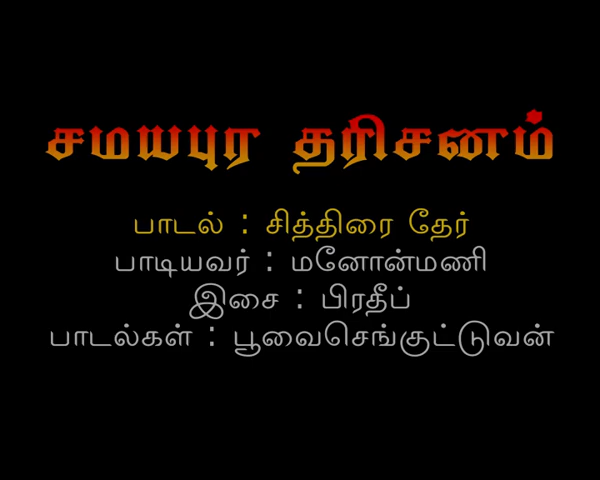 சமயபுர தரிசனம்
பாடல் : சித்திரை தேர்
பாடியவர் : மனோன்மணி
இசை : பிரதீப்
பாடல்கள் : பூவைசெங்குட்டுவன்